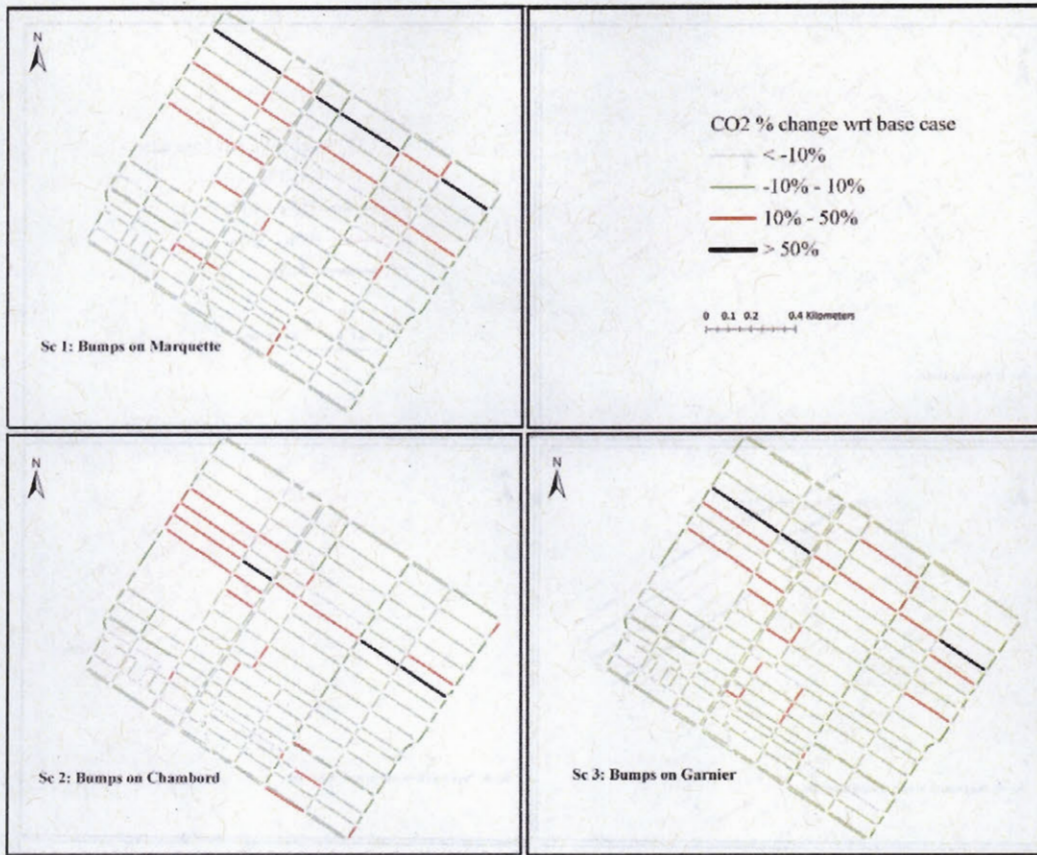 N
Sc 1: Bumps on Marquette
CO2 % change wrt base case
< -10%
-10% - 10%
10% - 50%
> 50%
0 0.1 0.2 0.4 Kilometers
N
Sc 2: Bumps on Chambord
N
Sc 3: Bumps on Garnier